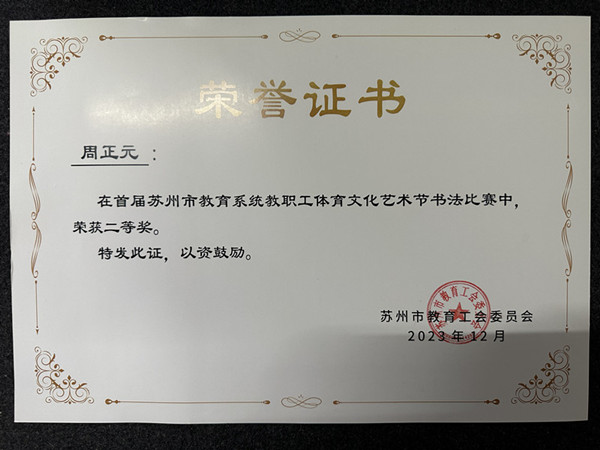 荣誉证书
周正元：
在首届苏州市教育系统教职工体育文化艺术节书法比赛中，
荣获二等奖。
特发此证，以资鼓励。
苏州市教育工会委员会
2023年12月